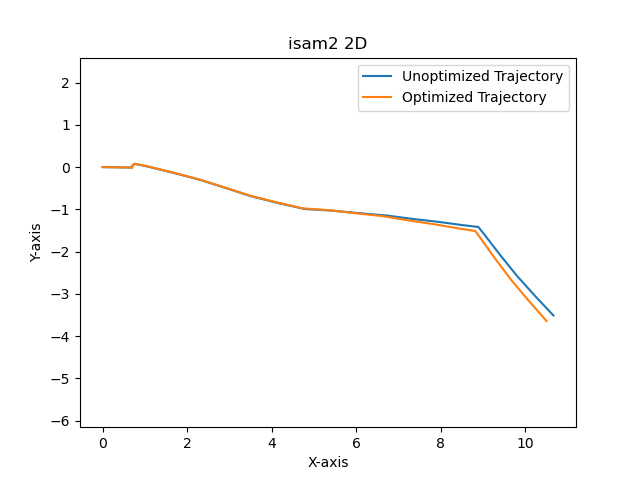 isam2 2D
Unoptimized Trajectory
Optimized Trajectory
2
1
0
−1
−2
−3
−4
−5
−6
Y-axis
0 2 4 6 8 10
X-axis